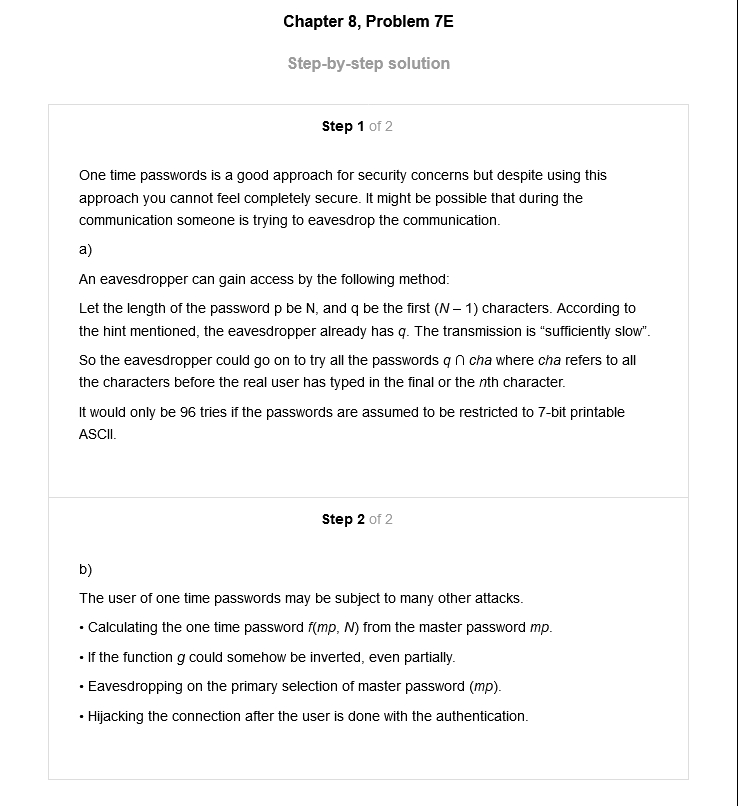 Chapter 8, Problem 7E
Step-by-step solution
Step 1 of 2
One time passwords is a good approach for security concerns but despite using this
approach you cannot feel completely secure. It might be possible that during the
communication someone is trying to eavesdrop the communication.
a)
An eavesdropper can gain access by the following method:
Let the length of the password p be N, and q be the first (N – 1) characters. According to
the hint mentioned, the eavesdropper already has q. The transmission is “sufficiently slow”.
So the eavesdropper could go on to try all the passwords q ∩ cha where cha refers to all
the characters before the real user has typed in the final or the nth character.
It would only be 96 tries if the passwords are assumed to be restricted to 7-bit printable
ASCII.
Step 2 of 2
b)
The user of one time passwords may be subject to many other attacks.
• Calculating the one time password f(mp, N) from the master password mp.
• If the function g could somehow be inverted, even partially.
• Eavesdropping on the primary selection of master password (mp).
• Hijacking the connection after the user is done with the authentication.